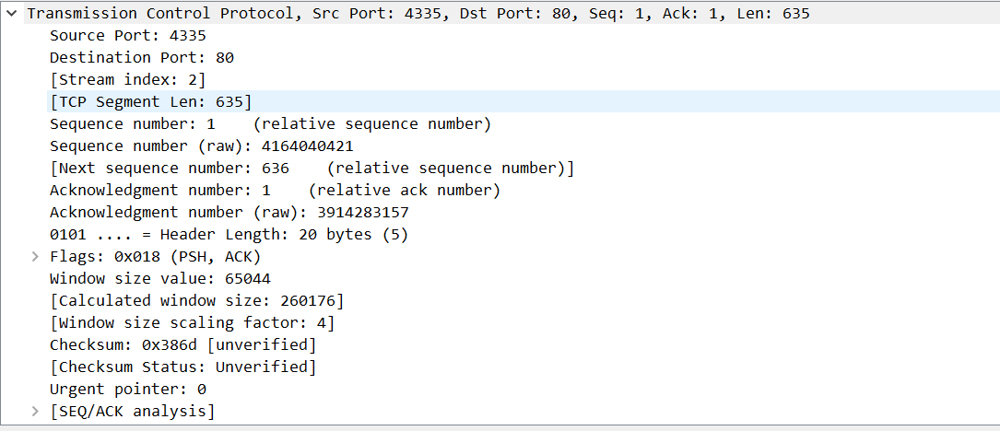 Transmission Control Protocol, Src Port: 4335, Dst Port: 80, Seq: 1, Ack: 1, Len: 635
Source Port: 4335
Destination Port: 80
[Stream index: 2]
[TCP Segment Len: 635]
Sequence number: 1    (relative sequence number)
Sequence number (raw): 4164040421
[Next sequence number: 636    (relative sequence number)]
Acknowledgment number: 1    (relative ack number)
Acknowledgment number (raw): 3914283157
0101 .... = Header Length: 20 bytes (5)
Flags: 0x018 (PSH, ACK)
Window size value: 65044
[Calculated window size: 260176]
[Window size scaling factor: 4]
Checksum: 0x386d [unverified]
[Checksum Status: Unverified]
Urgent pointer: 0
[SEQ/ACK analysis]